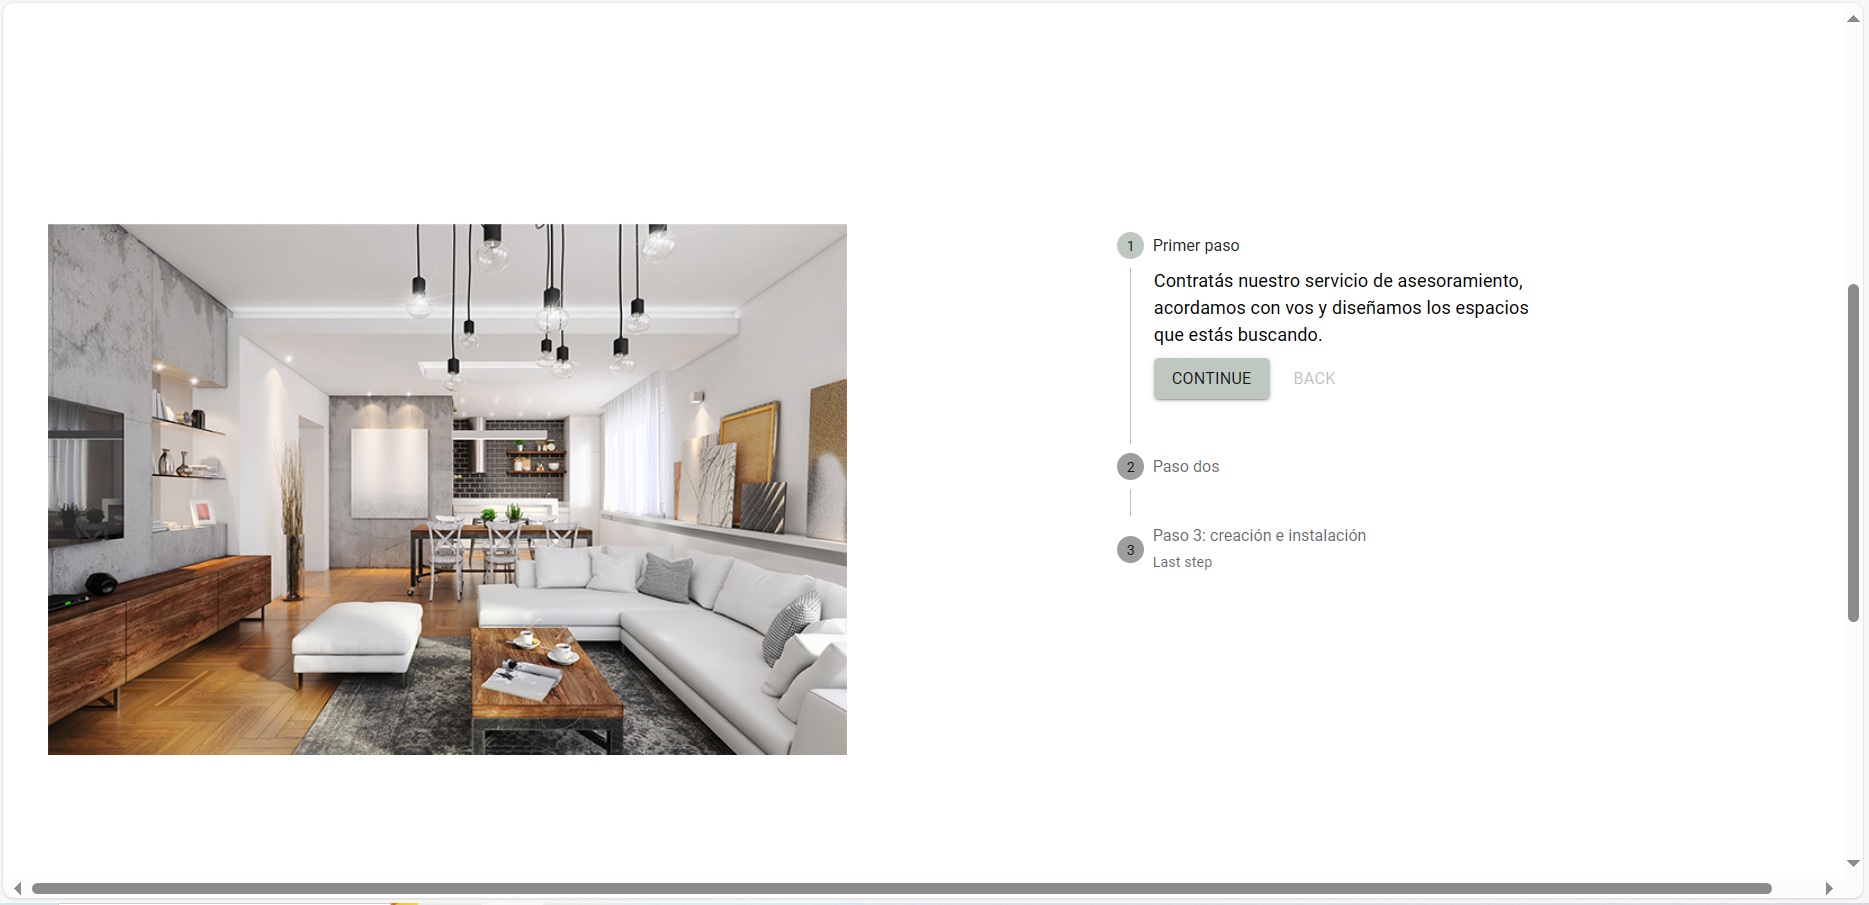 1 Primer paso
Contratás nuestro servicio de asesoramiento,
acordamos con vos y diseñamos los espacios
que estás buscando.
CONTINUE BACK
2 Paso dos
Paso 3: creación e instalación
3
Last step